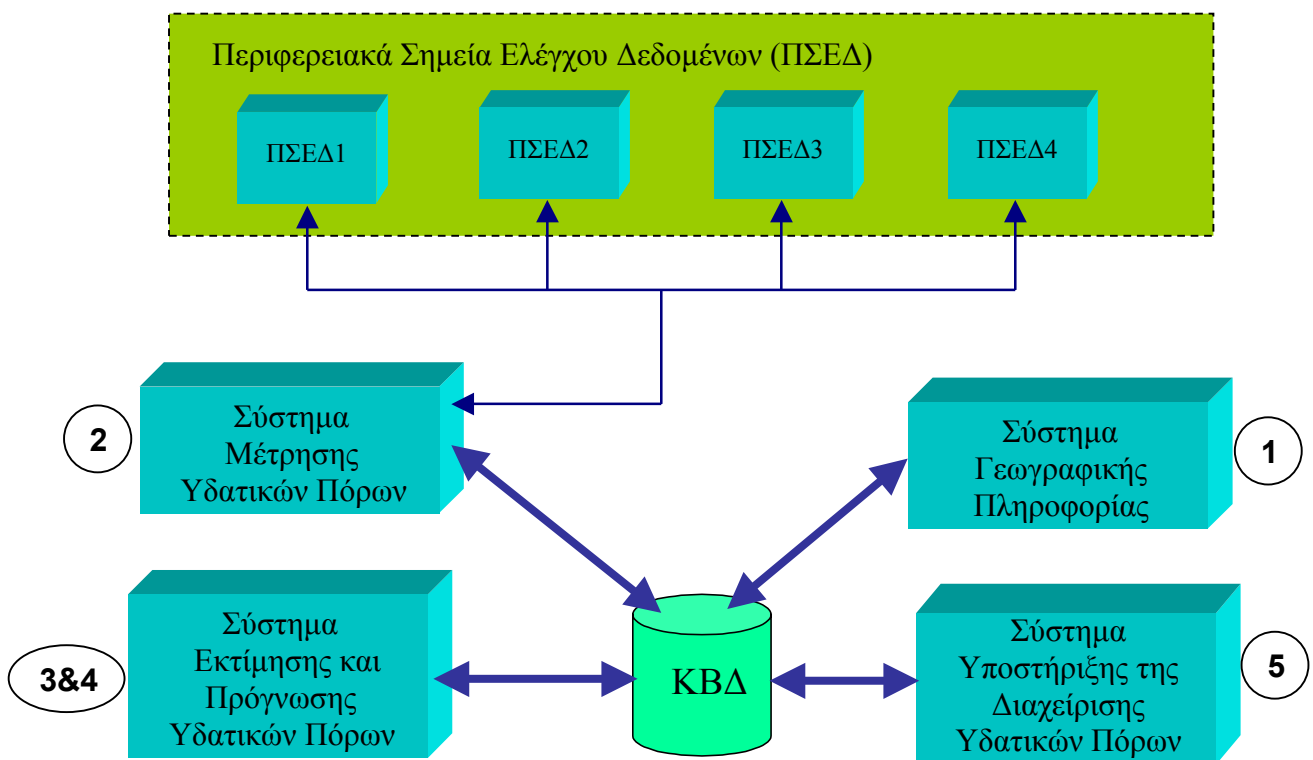 Περιφερειακά Σημεία Ελέγχου Δεδομένων (ΠΣΕΔ)
ΠΣΕΔ1
ΠΣΕΔ2
ΠΣΕΔ3
ΠΣΕΔ4
2
Σύστημα
Μέτρησης
Υδατικών Πόρων
Σύστημα
Γεωγραφικής
Πληροφορίας
1
3&4
Σύστημα
Εκτίμησης και
Πρόγνωσης
Υδατικών Πόρων
ΚΒΔ
Σύστημα
Υποστήριξης της
Διαχείρισης
Υδατικών Πόρων
5